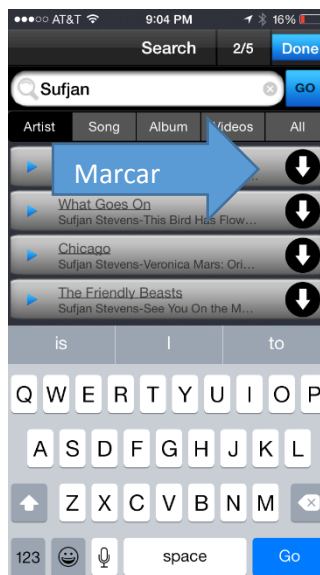 AT&T 9:04 PM 16%
Search 2/5 Done
Sufjan GO
Artist Song Album Videos All
Marcar
What Goes On
Sufjan Stevens-This Bird Has Flow...
Chicago
Sufjan Stevens-Veronica Mars: Ori...
The Friendly Beasts
Sufjan Stevens-See You On the M...
is I to
Q W E R T Y U I O P
A S D F G H J K L
Z X C V B N M
123 space Go